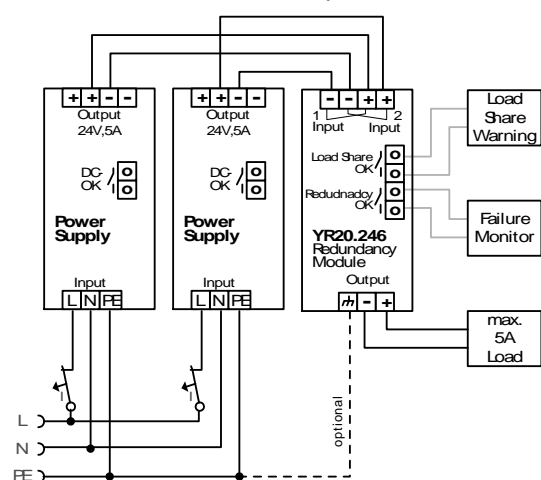 + + - -
Output
24V,5A
DC-
OK
Power
Supply
Input
L N PE
+ + - -
Output
24V,5A
DC-
OK
Power
Supply
Input
L N PE
- - + +
1 2
Input Input
Load Share
OK
Redudnadcy
OK
YR20.246
Redundancy
Module
Output
- +
Load
Share
Warning
Failure
Monitor
max.
5A
Load
I
I
L
N
PE
optional